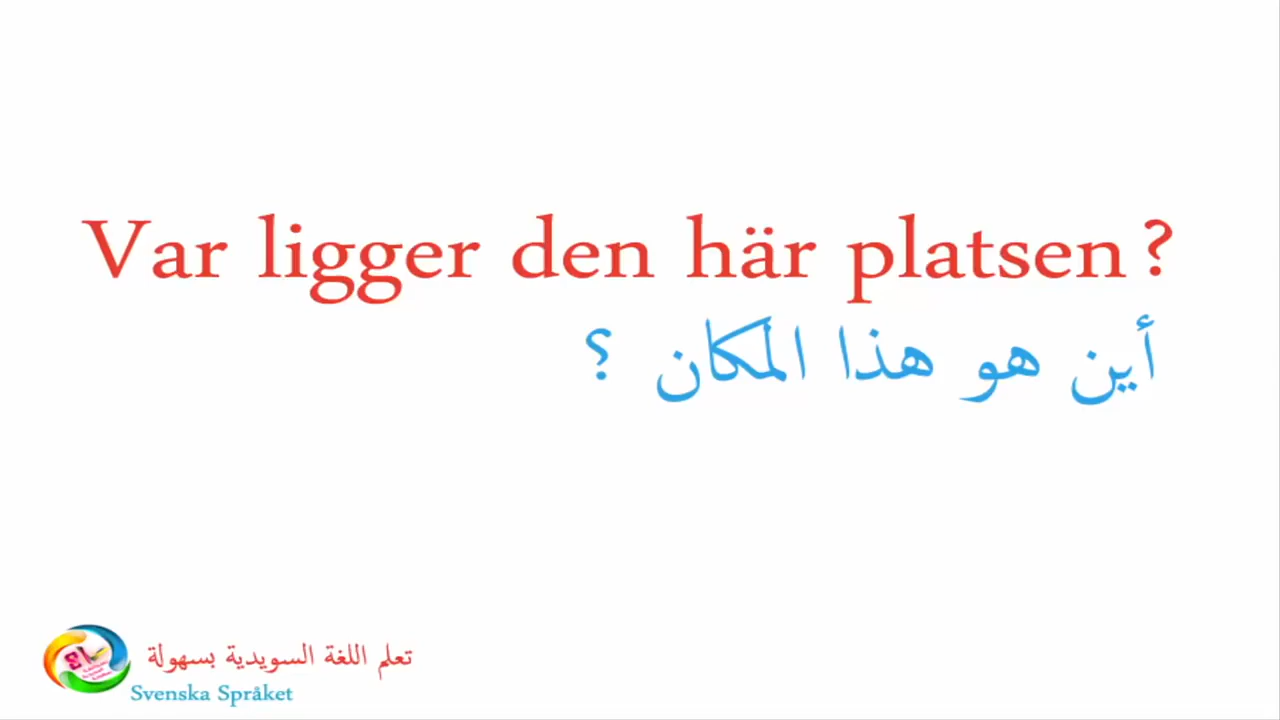 Var ligger den här platsen?
أين هو هذا المكان ؟
تعلم اللغة السويدية بسهولة
Svenska Språket